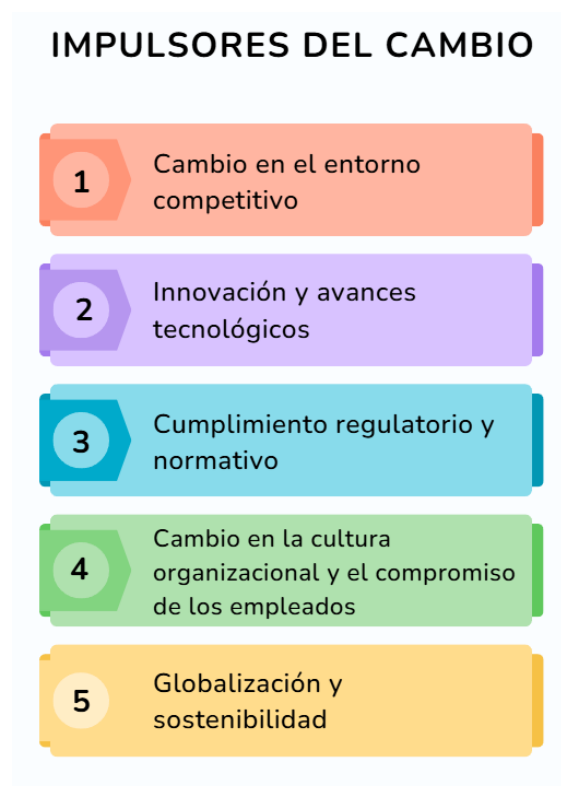 IMPULSORES DEL CAMBIO
1
Cambio en el entorno
competitivo
2
Innovación y avances
tecnológicos
3
Cumplimiento regulatorio y
normativo
4
Cambio en la cultura
organizacional y el compromiso
de los empleados
5
Globalización y
sostenibilidad